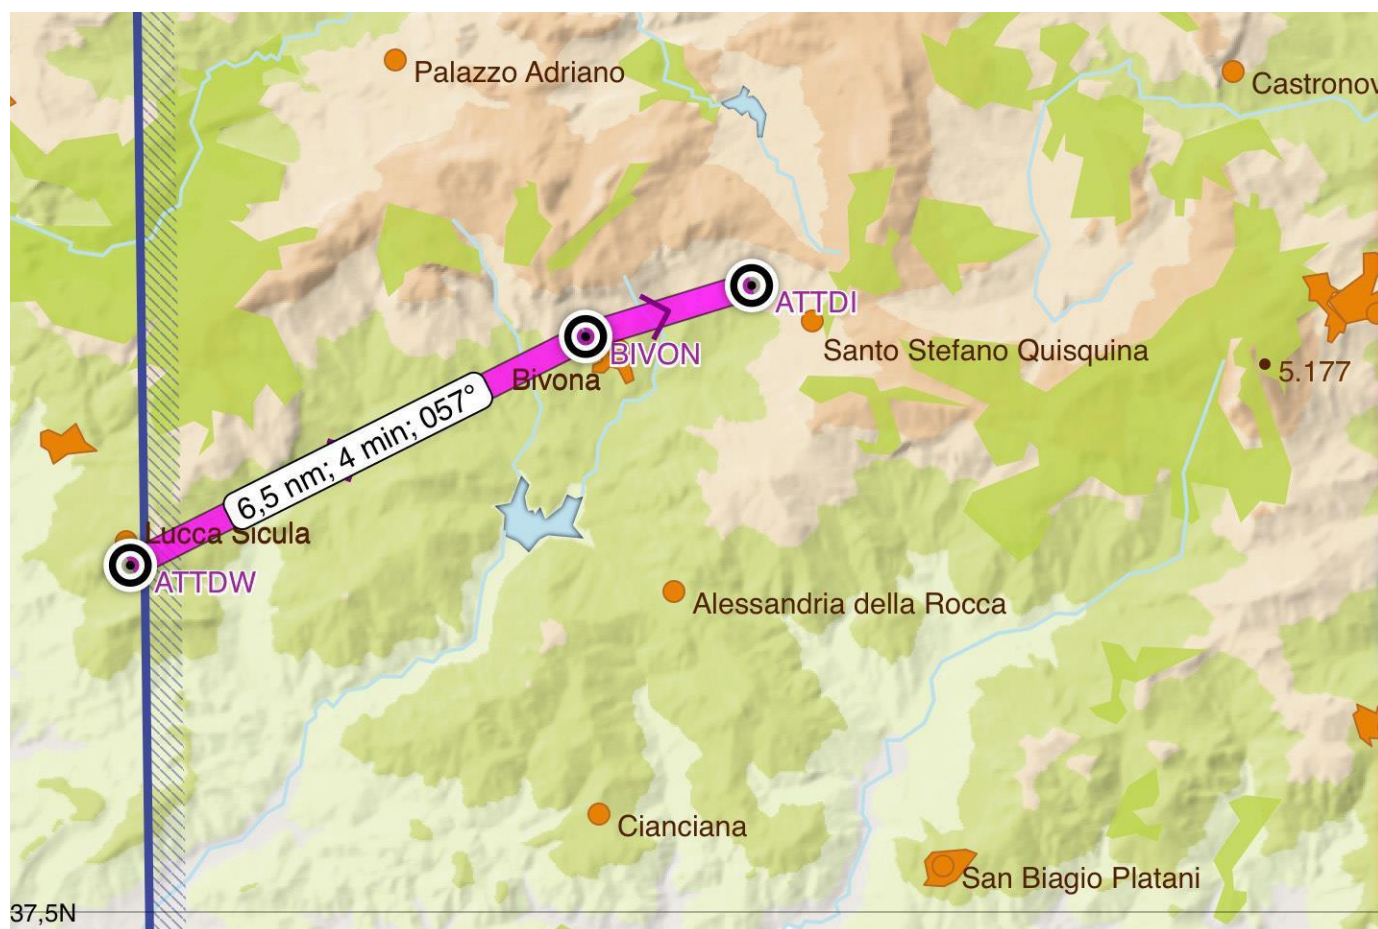 Palazzo Adriano
Castronov
ATTDI
Santo Stefano Quisquina
BIVON
Bivona
5.177
6,5 nm; 4 min; 057°
Lucca Sicula
ATTDW
Alessandria della Rocca
Cianciana
San Biagio Platani
37,5N